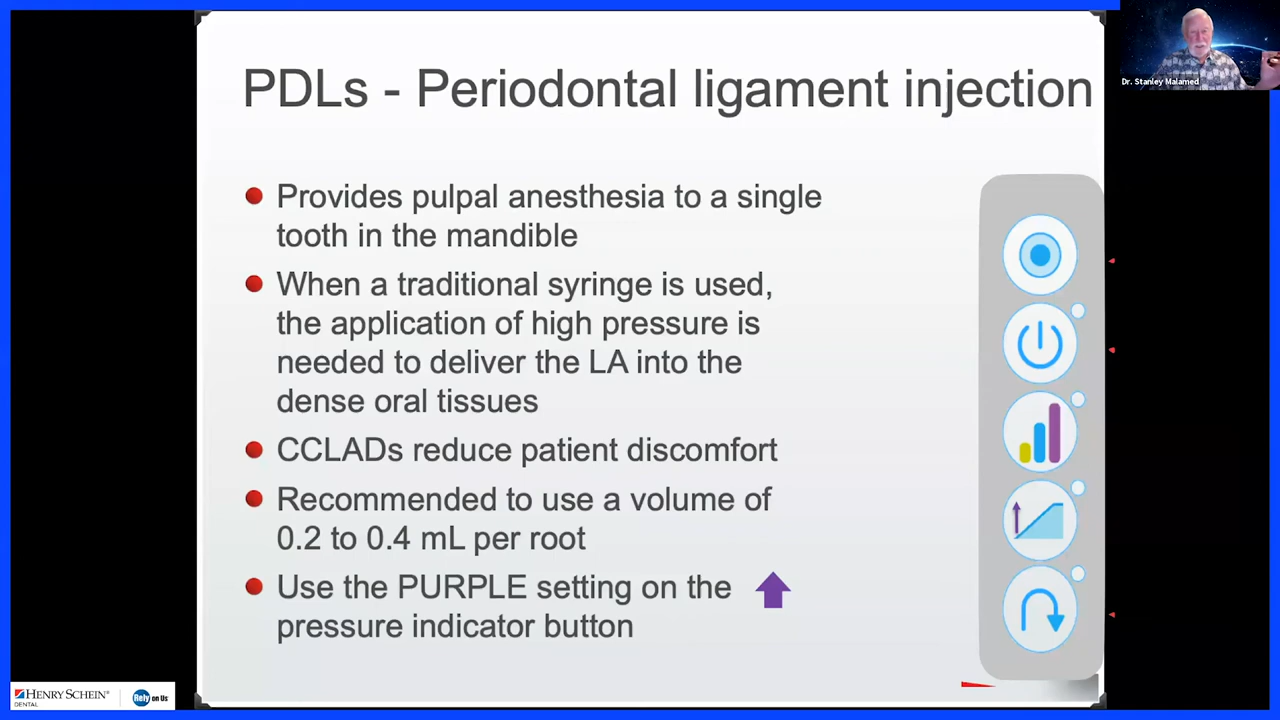 PDLs - Periodontal ligament injection
Dr. Stanley Malamed
Provides pulpal anesthesia to a single
tooth in the mandible
When a traditional syringe is used,
the application of high pressure is
needed to deliver the LA into the
dense oral tissues
CCLADs reduce patient discomfort
Recommended to use a volume of
0.2 to 0.4 mL per root
Use the PURPLE setting on the
pressure indicator button
HENRY SCHEIN®
DENTAL
Rely on Us